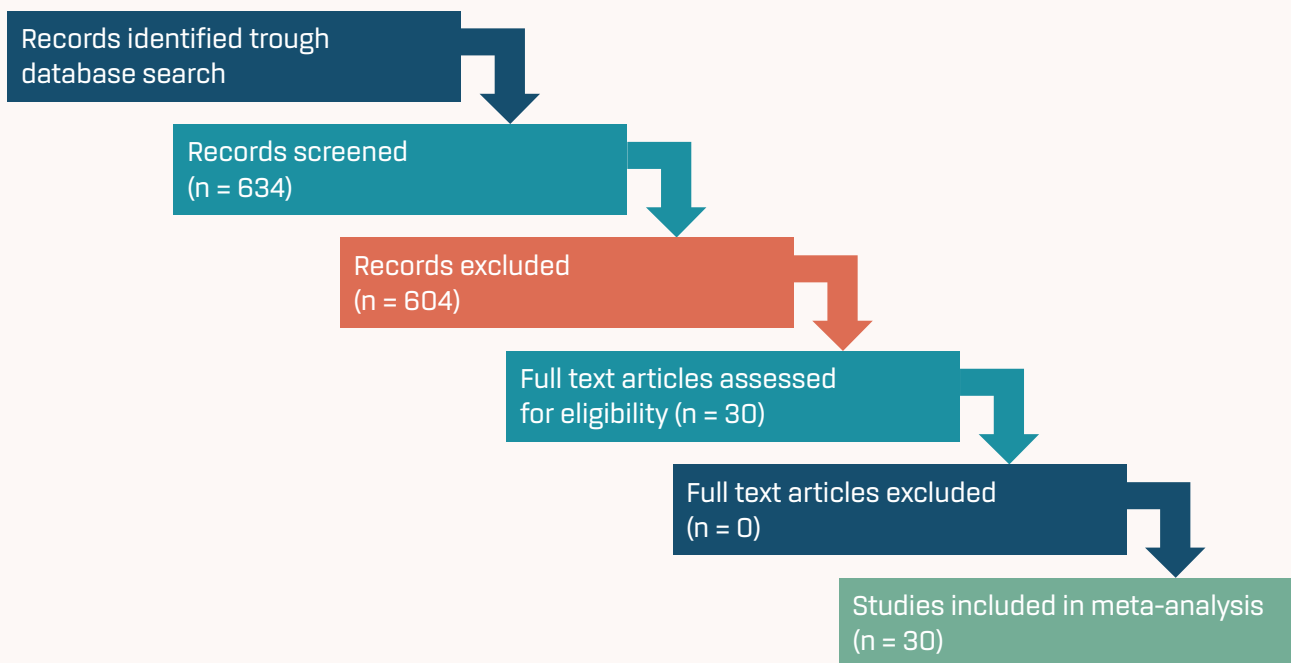 Records identified trough
database search
Records screened
(n = 634)
Records excluded
(n = 604)
Full text articles assessed
for eligibility (n = 30)
Full text articles excluded
(n = 0)
Studies included in meta-analysis
(n = 30)